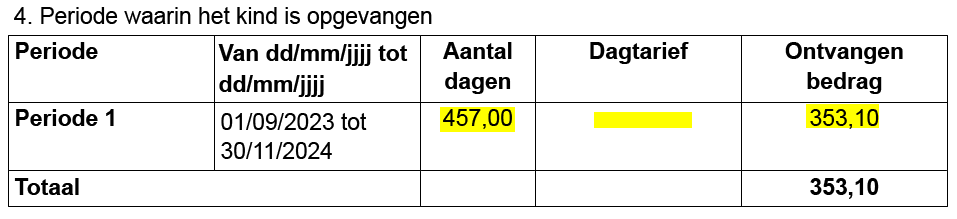 4. Periode waarin het kind is opgevangen
Periode
Van dd/mm/jjjj tot
dd/mm/jjjj
Aantal
dagen
Dagtarief
Ontvangen
bedrag
Periode 1
01/09/2023 tot
30/11/2024
457,00
353,10
Totaal
353,10